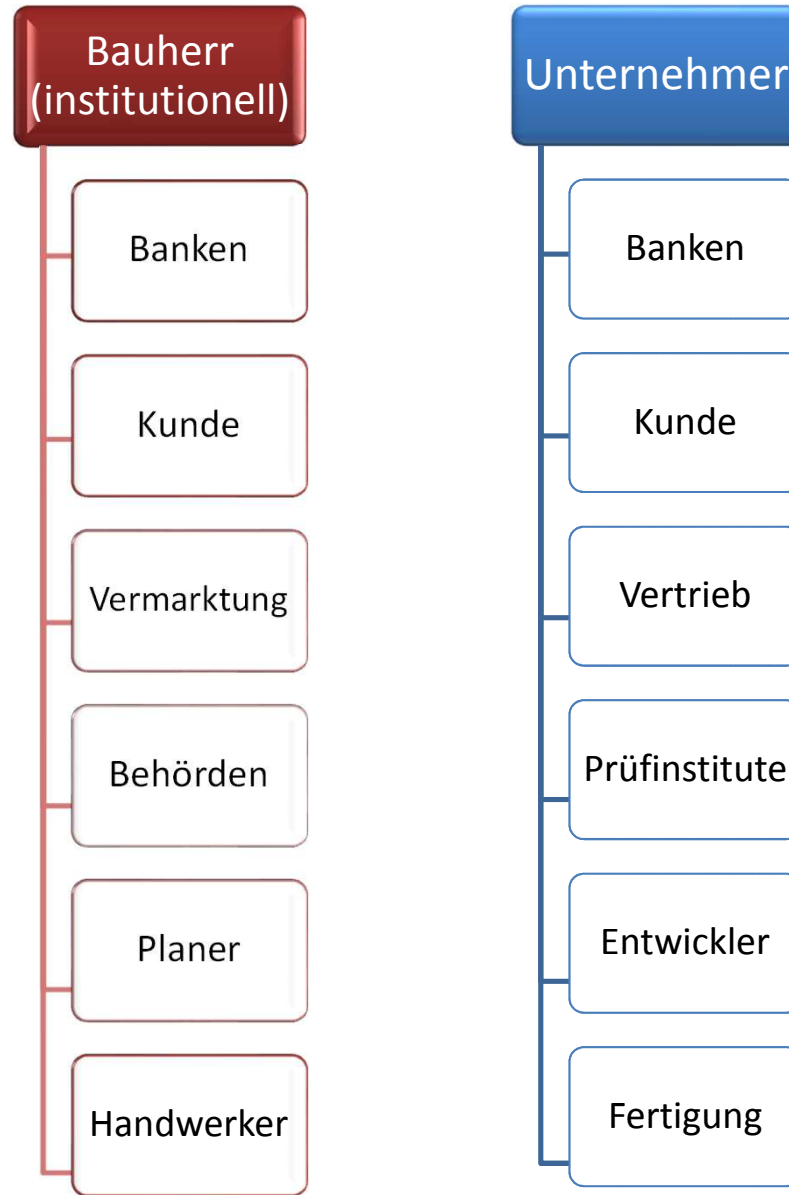 Bauherr
(institutionell)
Banken
Kunde
Vermarktung
Behörden
Planer
Handwerker
Unternehmer
Banken
Kunde
Vertrieb
Prüfinstitute
Entwickler
Fertigung